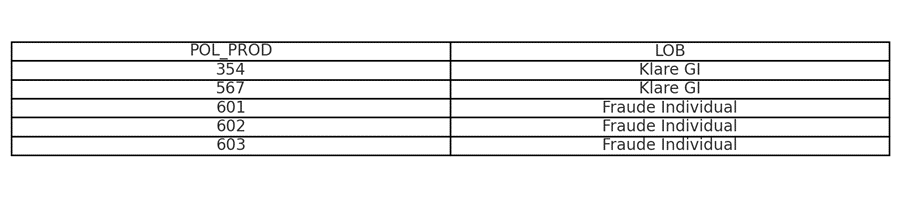 POL_PROD LOB
354 Klare GI
567 Klare GI
601 Fraude Individual
602 Fraude Individual
603 Fraude Individual